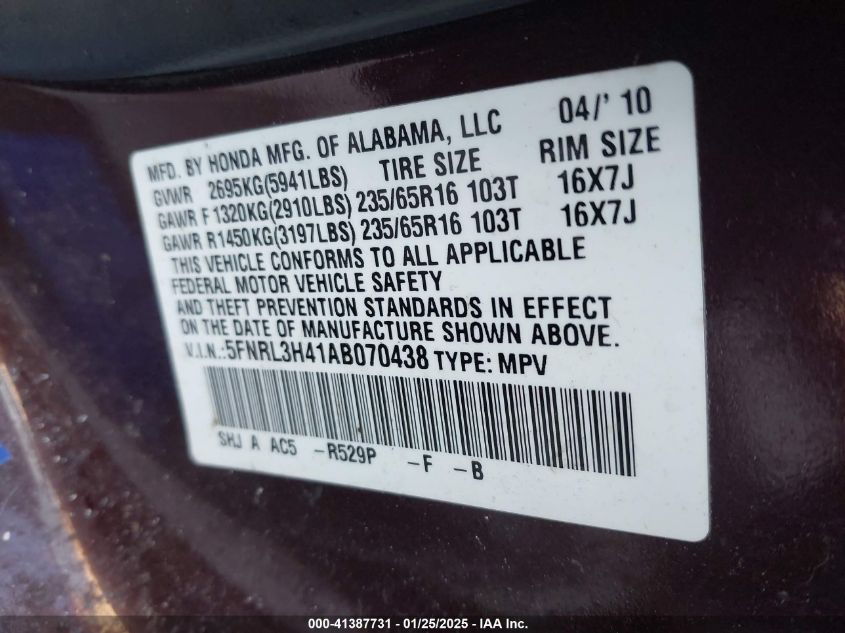 MFD. BY HONDA MFG. OF ALABAMA, LLC 04/' 10
GVWR 2695KG(5941LBS) TIRE SIZE RIM SIZE
GAWR F 1320KG(2910LBS) 235/65R16 103T 16X7J
GAWR R1450KG(3197LBS) 235/65R16 103T 16X7J
THIS VEHICLE CONFORMS TO ALL APPLICABLE
FEDERAL MOTOR VEHICLE SAFETY
AND THEFT PREVENTION STANDARDS IN EFFECT
ON THE DATE OF MANUFACTURE SHOWN ABOVE.
V.I.N.:5FNRL3H41AB070438 TYPE: MPV
SHJ A AC5 -R529P -F -B
000-41387731 - 01/25/2025 - IAA Inc.